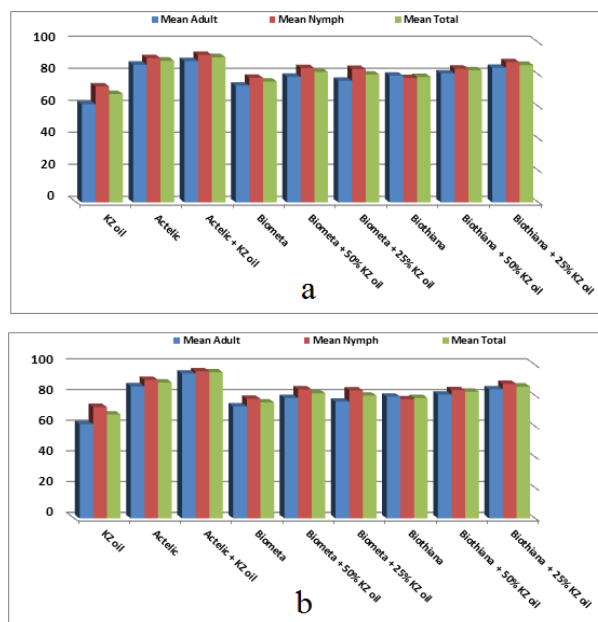 Mean Adult Mean Nymph Mean Total
100
80
60
40
20
0
KZ oil
Actelic
Actelic + KZ oil
Biometa
Biometa + 50% KZ oil
Biometa + 25% KZ oil
Biothiana
Biothiana + 50% KZ oil
Biothiana + 25% KZ oil
a
Mean Adult Mean Nymph Mean Total
100
80
60
40
20
0
KZ oil
Actelic
Actelic + KZ oil
Biometa
Biometa + 50% KZ oil
Biometa + 25% KZ oil
Biothiana
Biothiana + 50% KZ oil
Biothiana + 25% KZ oil
b